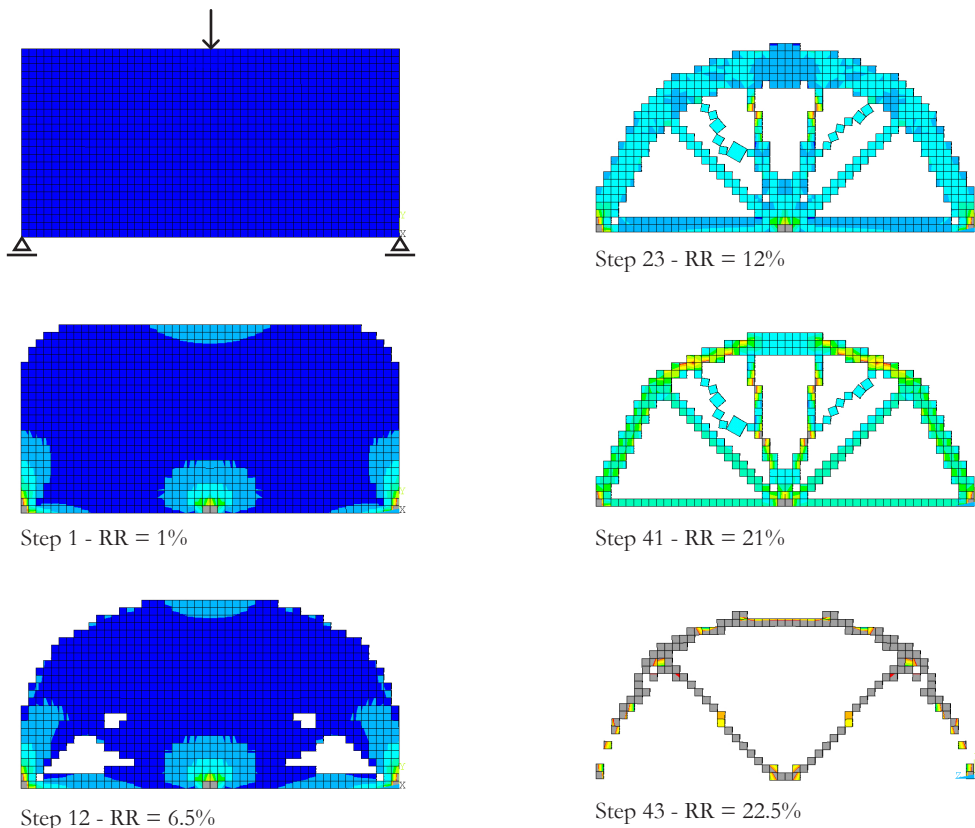 Step 1 - RR = 1%
Step 12 - RR = 6.5%
Step 23 - RR = 12%
Step 41 - RR = 21%
Step 43 - RR = 22.5%